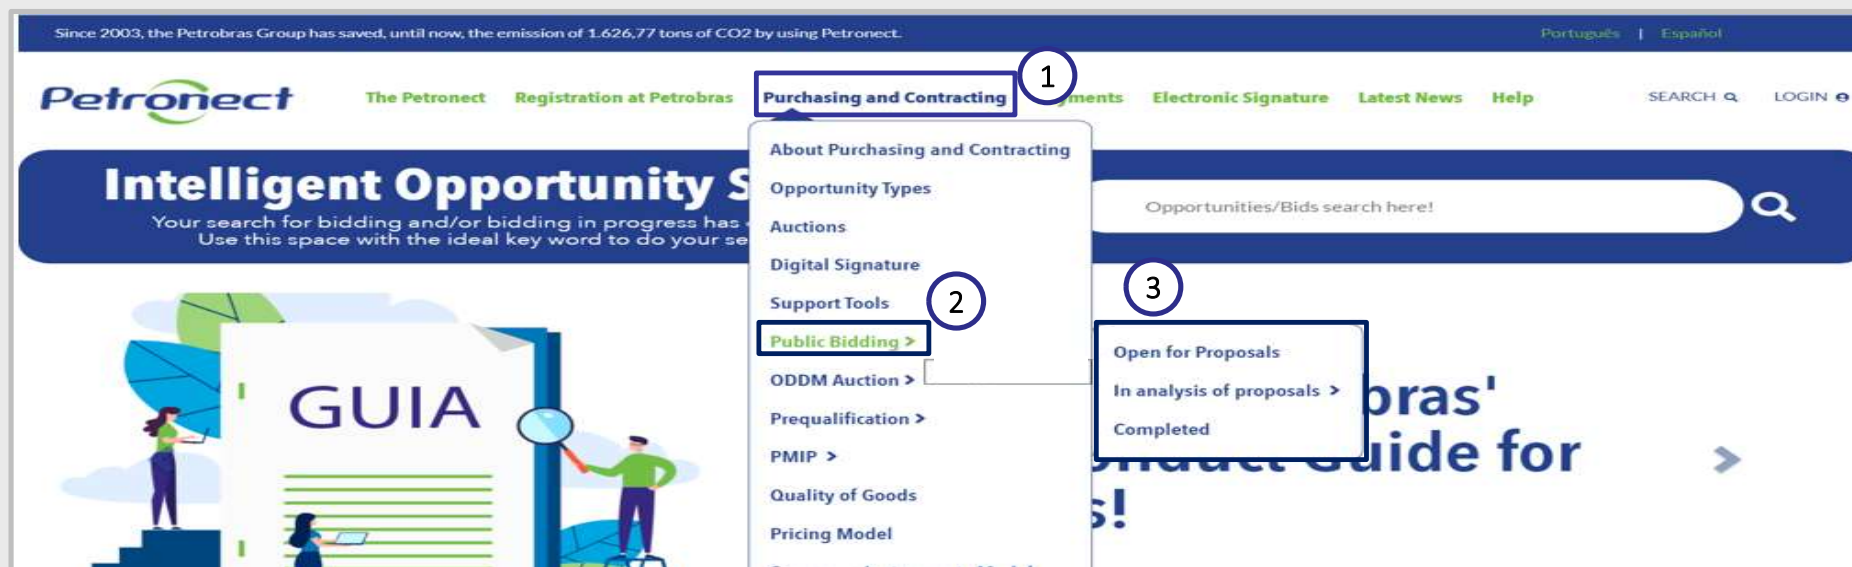 Since 2003, the Petrobras Group has saved, until now, the emission of 1.626,77 tons of CO2 by using Petronect.
Português | Español
Petronect
The Petronect
Registration at Petrobras
Purchasing and Contracting
1
Electronic Signature
Latest News
Help
SEARCH
LOGIN
Intelligent Opportunity S
Your search for bidding and/or bidding in progress has
Use this space with the ideal key word to do your se
Opportunities/Bids search here!
About Purchasing and Contracting
Opportunity Types
Auctions
Digital Signature
Support Tools
2
Public Bidding >
ODDM Auction >
Prequalification >
PMIP >
Quality of Goods
Pricing Model
3
Open for Proposals
In analysis of proposals >
Completed
GUIA
bras'
Guide for
s!